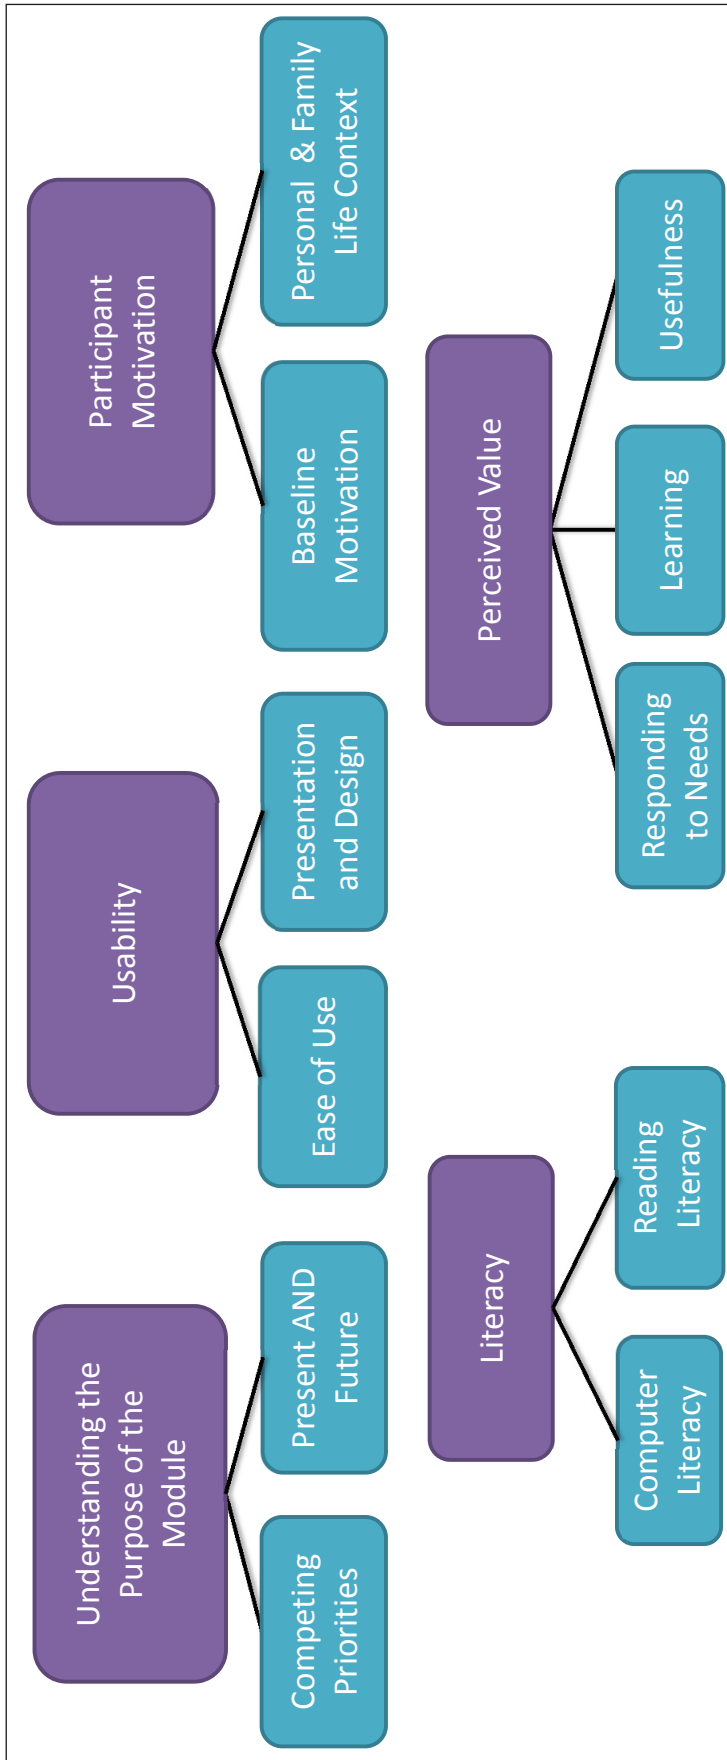 Understanding the
Purpose of the
Module
Competing
Priorities
Present AND
Future
Usability
Ease of Use
Presentation
and Design
Participant
Motivation
Baseline
Motivation
Personal & Family
Life Context
Literacy
Computer
Literacy
Reading
Literacy
Perceived Value
Responding
to Needs
Learning
Usefulness